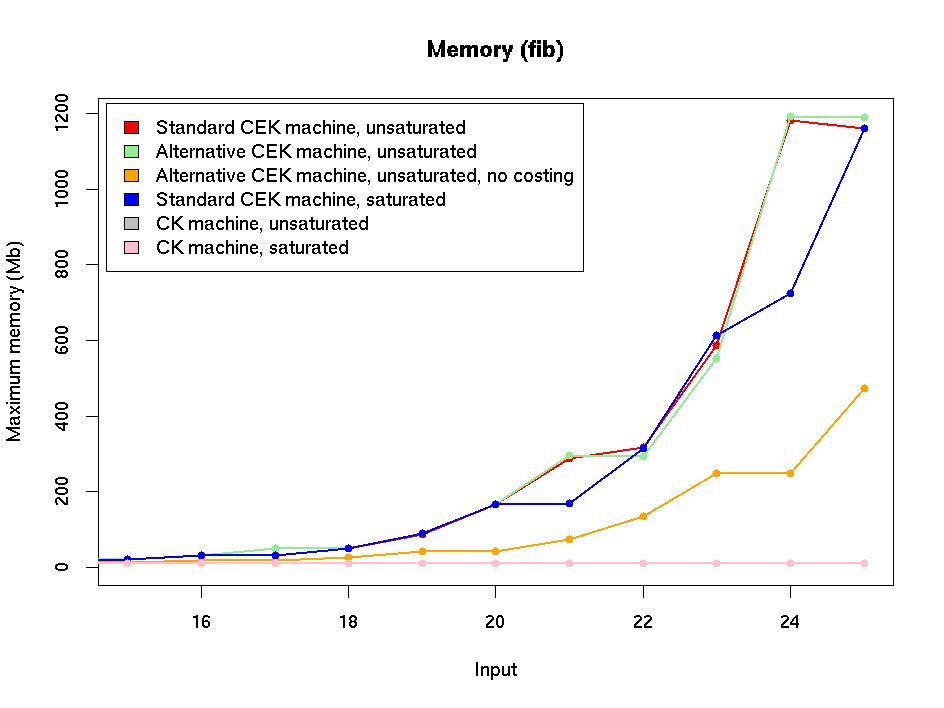 Memory (fib)
Standard CEK machine, unsaturated
Alternative CEK machine, unsaturated
Alternative CEK machine, unsaturated, no costing
Standard CEK machine, saturated
CK machine, unsaturated
CK machine, saturated
Maximum memory (Mb)
1200
1000
800
600
400
200
0
16 18 20 22 24
Input